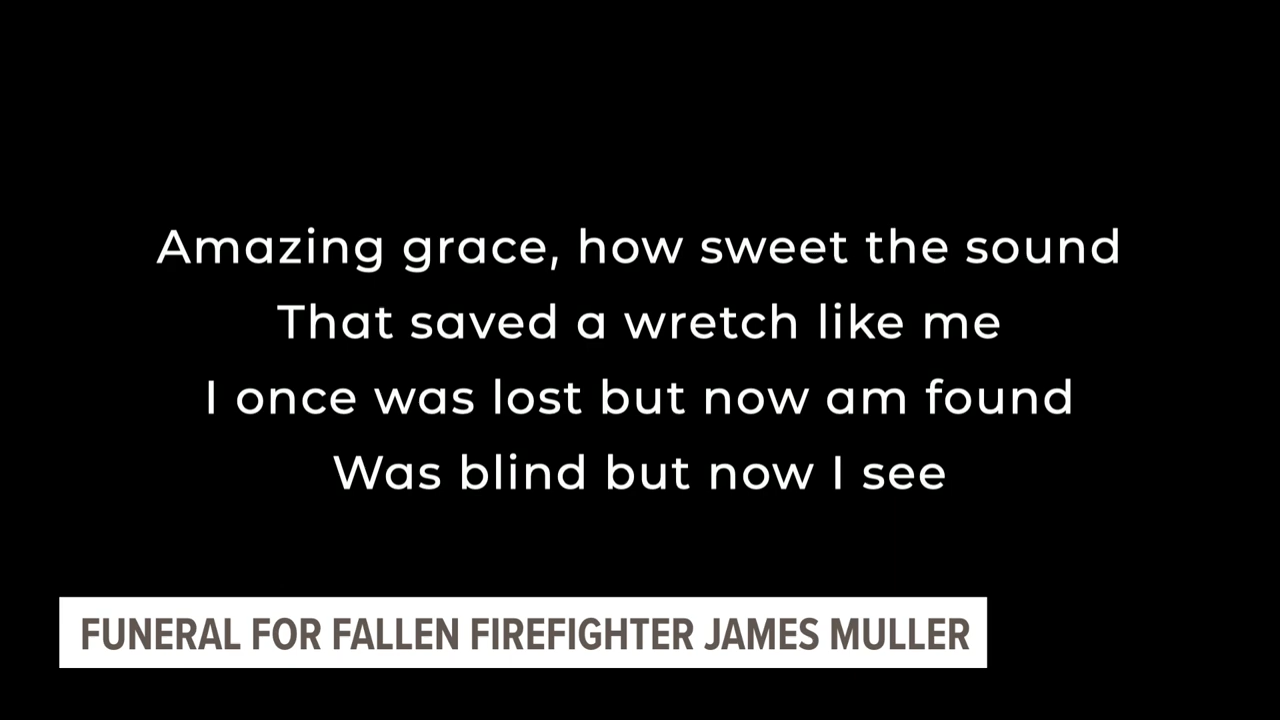 Amazing grace, how sweet the sound
That saved a wretch like me
I once was lost but now am found
Was blind but now I see
FUNERAL FOR FALLEN FIREFIGHTER JAMES MULLER